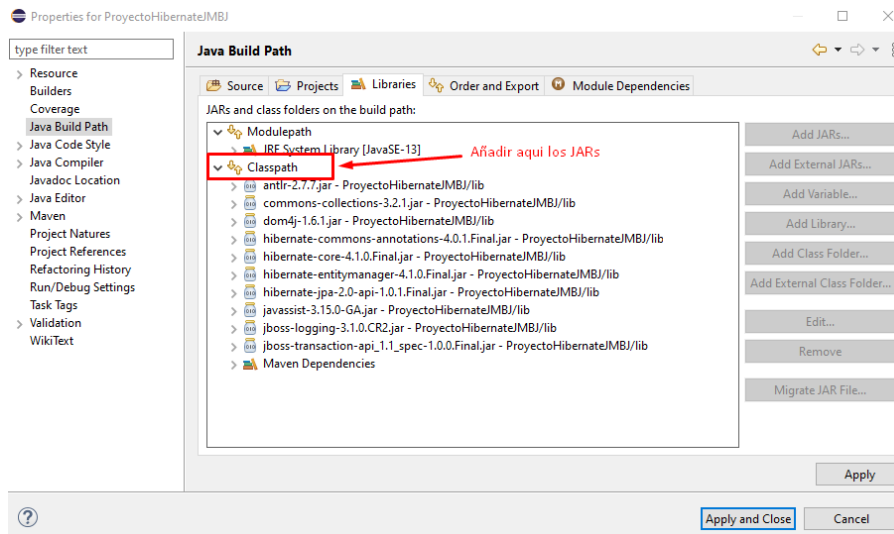 Properties for ProyectoHibernateJMBJ
type filter text
Resource
Builders
Coverage
Java Build Path
Java Code Style
Java Compiler
Javadoc Location
Java Editor
Maven
Project Natures
Project References
Refactoring History
Run/Debug Settings
Task Tags
Validation
WikiText
Java Build Path
Source Projects Libraries Order and Export Module Dependencies
JARs and class folders on the build path:
Modulepath
JRE System Library [JavaSE-13]
Añadir aqui los JARs
Classpath
antlr-2.7.7.jar - ProyectoHibernateJMBJ/lib
commons-collections-3.2.1.jar - ProyectoHibernateJMBJ/lib
dom4j-1.6.1.jar - ProyectoHibernateJMBJ/lib
hibernate-commons-annotations-4.0.1.Final.jar - ProyectoHibernateJMBJ/lib
hibernate-core-4.1.0.Final.jar - ProyectoHibernateJMBJ/lib
hibernate-entitymanager-4.1.0.Final.jar - ProyectoHibernateJMBJ/lib
hibernate-jpa-2.0-api-1.0.1.Final.jar - ProyectoHibernateJMBJ/lib
javassist-3.15.0-GA.jar - ProyectoHibernateJMBJ/lib
jboss-logging-3.1.0.CR2.jar - ProyectoHibernateJMBJ/lib
jboss-transaction-api_1.1_spec-1.0.0.Final.jar - ProyectoHibernateJMBJ/lib
Maven Dependencies
Add JARs...
Add External JARs...
Add Variable...
Add Library...
Add Class Folder...
Add External Class Folder...
Edit...
Remove
Migrate JAR File...
Apply
Apply and Close
Cancel